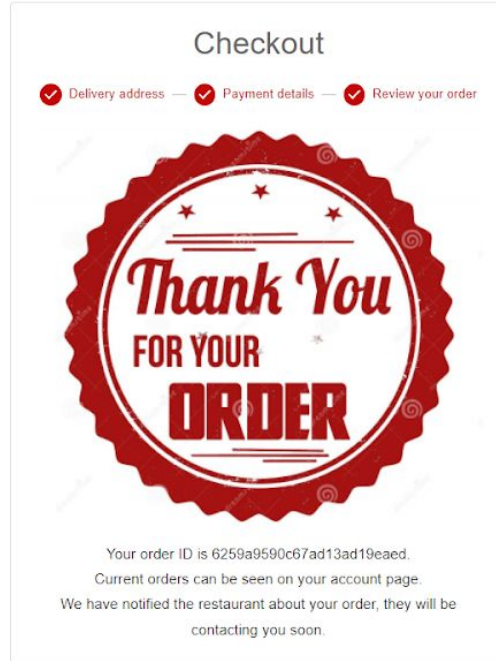 Checkout
Delivery address — Payment details — Review your order
Thank You
FOR YOUR
ORDER
Your order ID is 6259a9590c67ad13ad19eaed.
Current orders can be seen on your account page.
We have notified the restaurant about your order, they will be
contacting you soon.